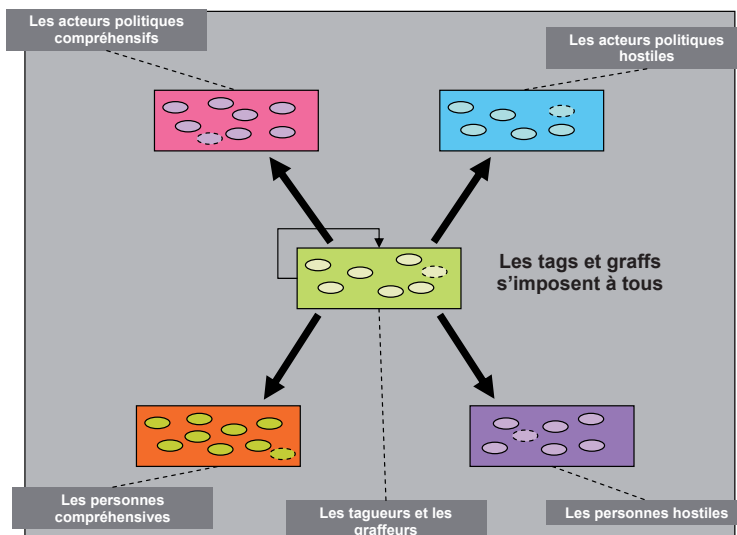 Les acteurs politiques
compréhensifs
Les acteurs politiques
hostiles
Les tags et graffs
s'imposent à tous
Les personnes
compréhensives
Les tagueurs et les
graffeurs
Les personnes hostiles